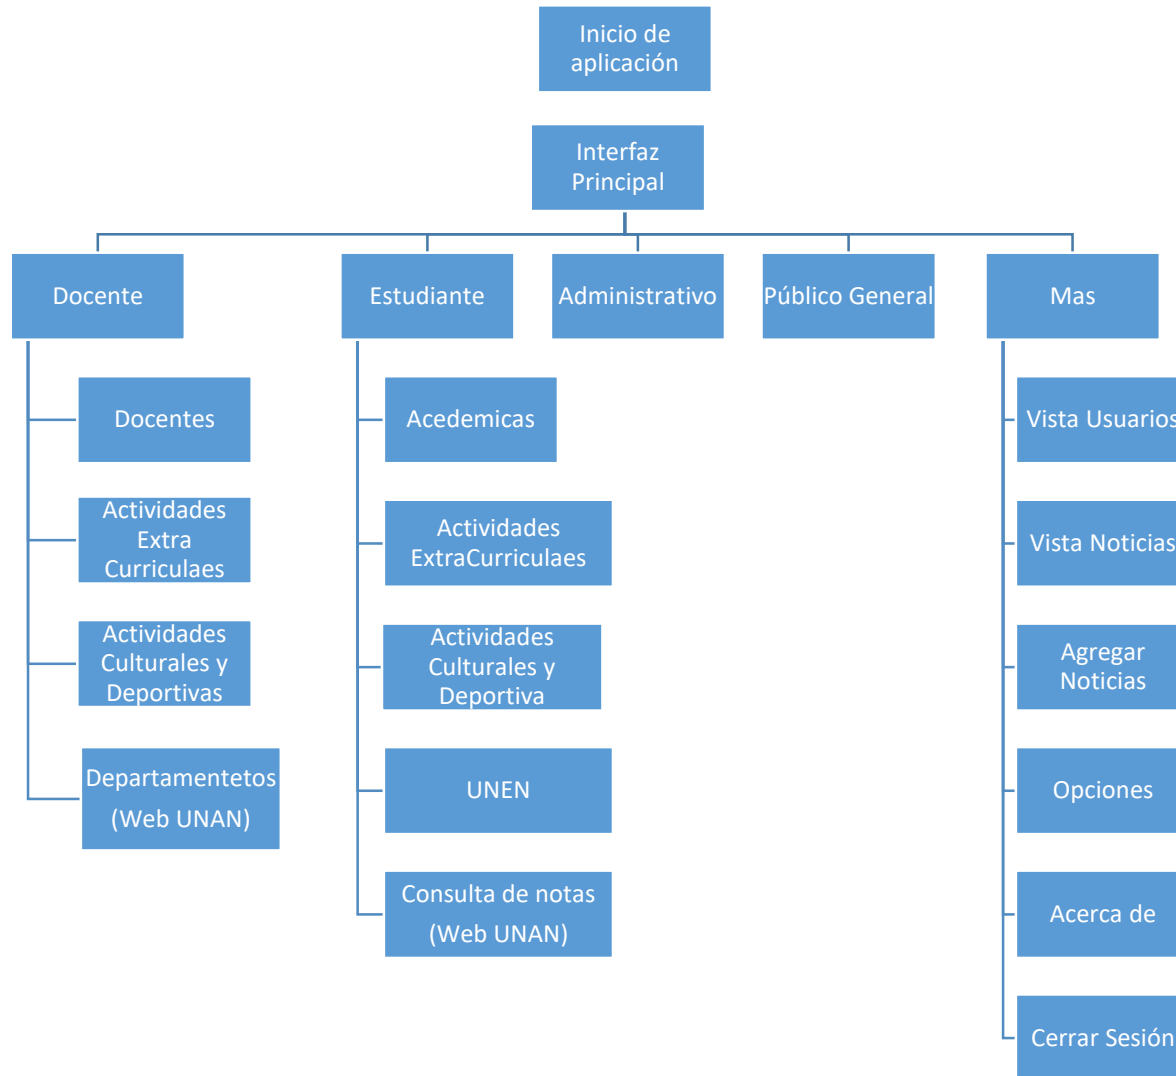 Inicio de
aplicación
Interfaz
Principal
Docente
Estudiante
Administrativo
Público General
Mas
Docentes
Actividades
Extra
Curriculaes
Actividades
Culturales y
Deportivas
Departamentetos
(Web UNAN)
Acedemicas
Actividades
ExtraCurriculaes
Actividades
Culturales y
Deportiva
UNEN
Consulta de notas
(Web UNAN)
Vista Usuarios
Vista Noticias
Agregar
Noticias
Opciones
Acerca de
Cerrar Sesión